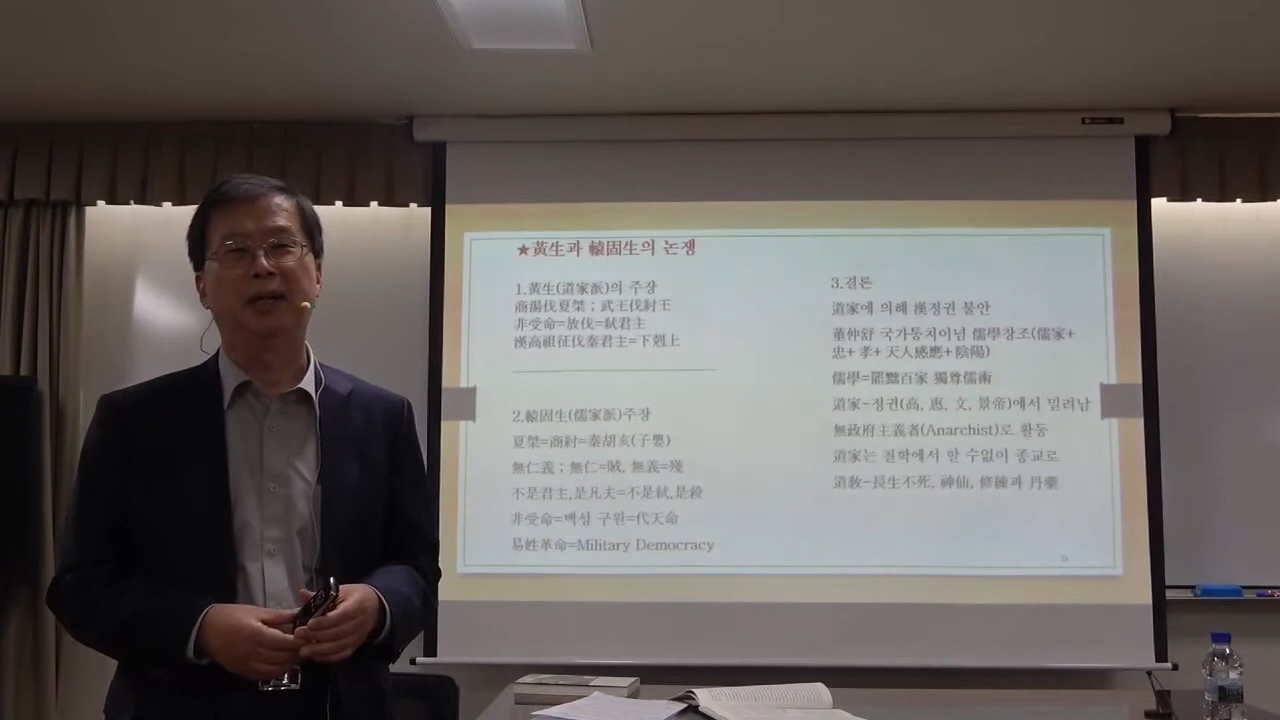 ★黃生과 轅固生의 논쟁
1.黃生(道家派)의 주장
商湯伐夏桀 ; 武王伐紂王
非受命=放伐=弑君主
漢高祖征伐秦君主=下剋上
2.轅固生(儒家派)주장
夏桀=商紂=秦胡亥(子嬰)
無仁義 ; 無仁=賊, 無義=殘
不是君主,是凡夫=不是弑,是殺
非受命=백성 구원=代天命
易姓革命=Military Democracy
3.결론
道家에 의해 漢정권 불안
董仲舒 국가통치이념 儒學창조(儒家+
忠+ 孝+ 天人感應+ 陰陽)
儒學=罷黜百家 獨尊儒術
道家-정권(高, 惠, 文, 景帝)에서 밀려남
無政府主義者(Anarchist)로 활동
道家는 철학에서 할 수없이 종교로
道敎-長生不死, 神仙, 修練과 丹藥